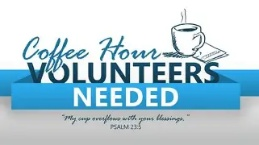 Coffee Hour
VOLUNTEERS
NEEDED
"My cup overflows with your blessings."
PSALM 23:5